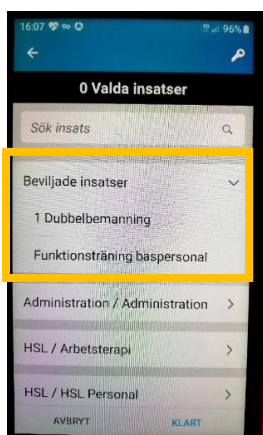 16:07
96%
0 Valda insatser
Sök insats
Beviljade insatser
1 Dubbelbemanning
Funktionsträning baspersonal
Administration / Administration
HSL / Arbetsterapi
HSL / HSL Personal
AVBRYT KLART